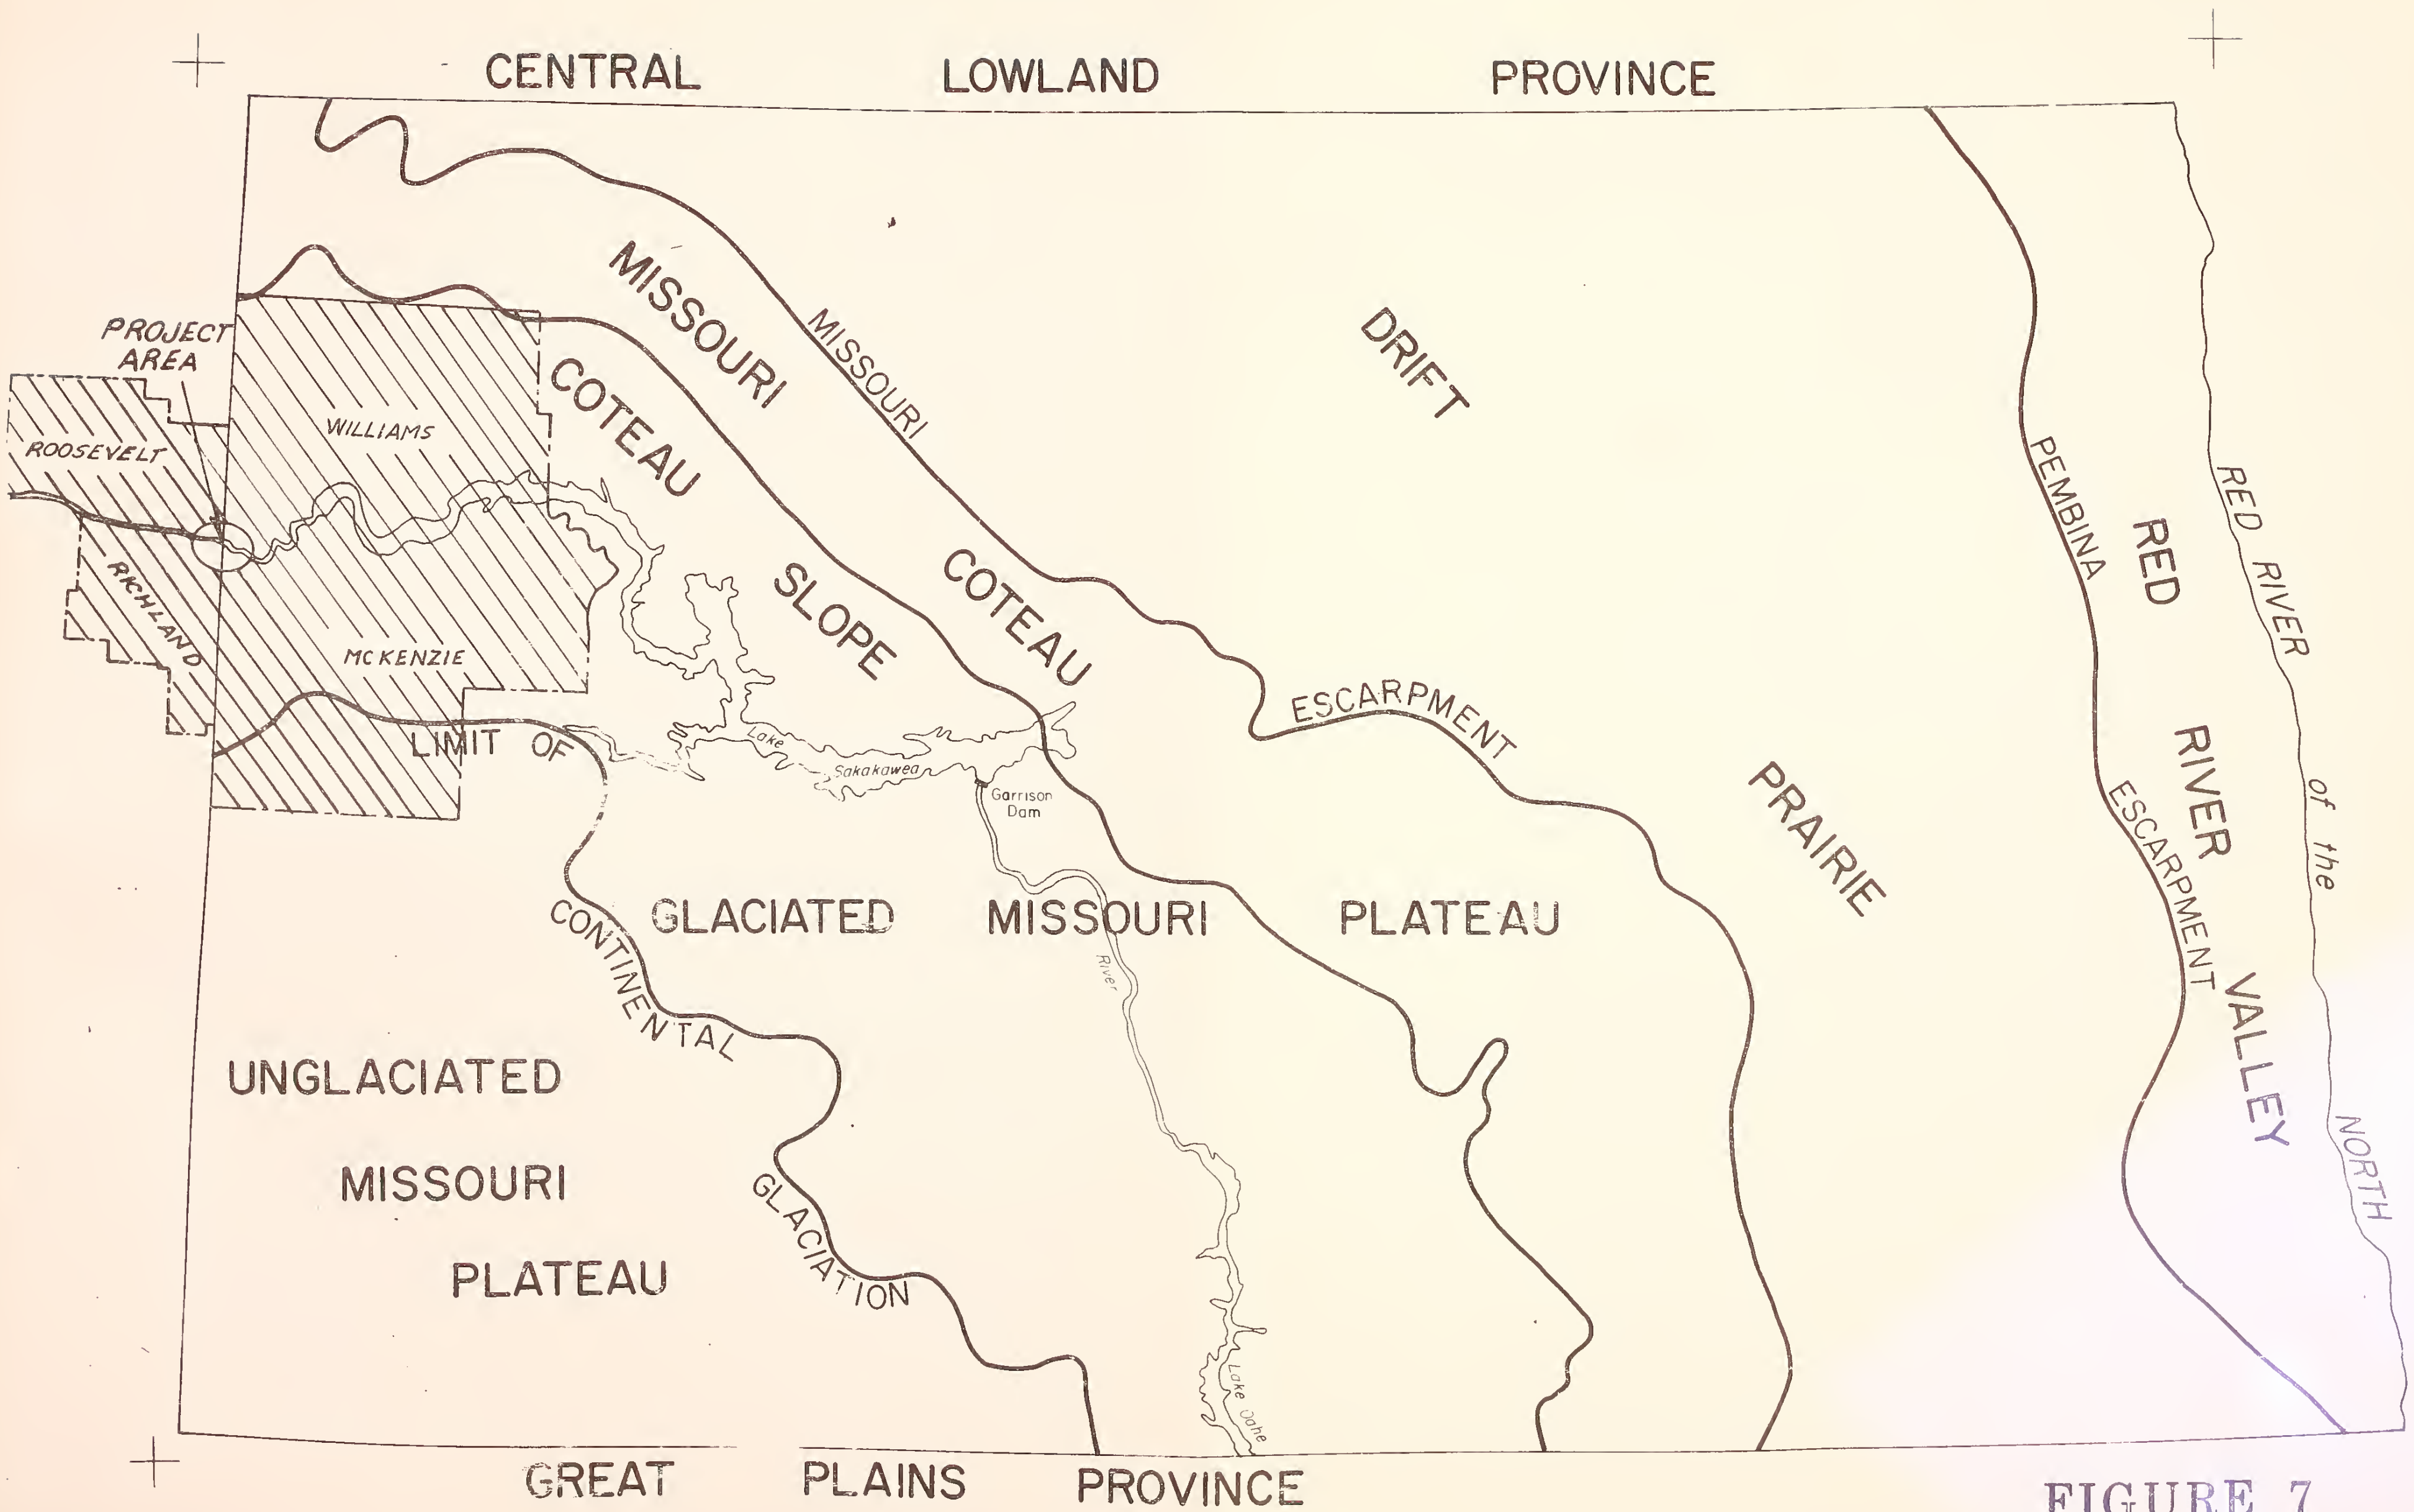 CENTRAL LOWLAND PROVINCE
MISSOURI
COTEAU
MISSOURI
ESCARPMENT
DRIFT
PRAIRIE
PEMBINA
ESCARPMENT
RED
RIVER
VALLEY
RED RIVER
of the
NORTH
PROJECT
AREA
ROOSEVELT
WILLIAMS
RICHLAND
MCKENZIE
COTEAU
SLOPE
Lake
Sakakawea
Garrison
Dam
LIMIT OF
CONTINENTAL
GLACIATION
GLACIATED MISSOURI PLATEAU
River
UNGLACIATED
MISSOURI
PLATEAU
Lake Oahe
GREAT PLAINS PROVINCE
FIGURE 7